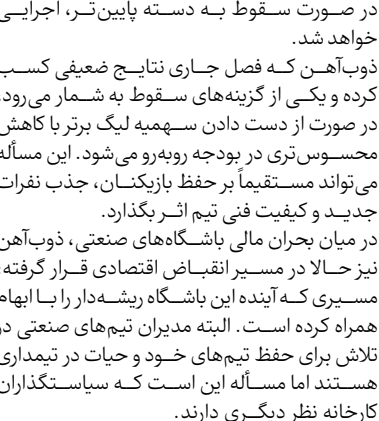 در صورت سقوط به دسته پایین‌تر، اجرایی
خواهد شد.
ذوب‌آهن که فصل جاری نتایج ضعیفی کسب
کرده و یکی از گزینه‌های سقوط به شمار می‌رود،
در صورت از دست دادن سهمیه لیگ برتر با کاهش
محسوس‌تری در بودجه روبه‌رو می‌شود. این مسأله
می‌تواند مستقیماً بر حفظ بازیکنان، جذب نفرات
جدید و کیفیت فنی تیم اثر بگذارد.
در میان بحران مالی باشگاه‌های صنعتی، ذوب‌آهن
نیز حالا در مسیر انقباض اقتصادی قرار گرفته؛
مسیری که آینده این باشگاه ریشه‌دار را با ابهام
همراه کرده است. البته مدیران تیم‌های صنعتی در
تلاش برای حفظ تیم‌های خود و حیات در تیمداری
هستند اما مسأله این است که سیاستگذاران
کارخانه نظر دیگری دارند.